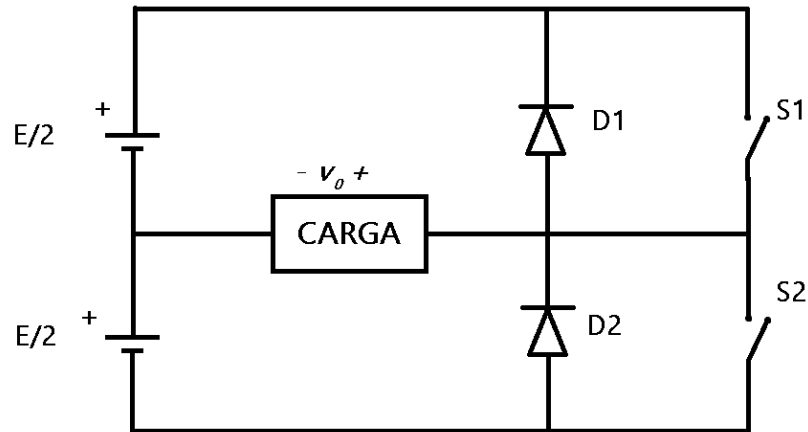 S1
D1
+
E/2
- v₀ +
CARGA
S2
+
E/2
D2